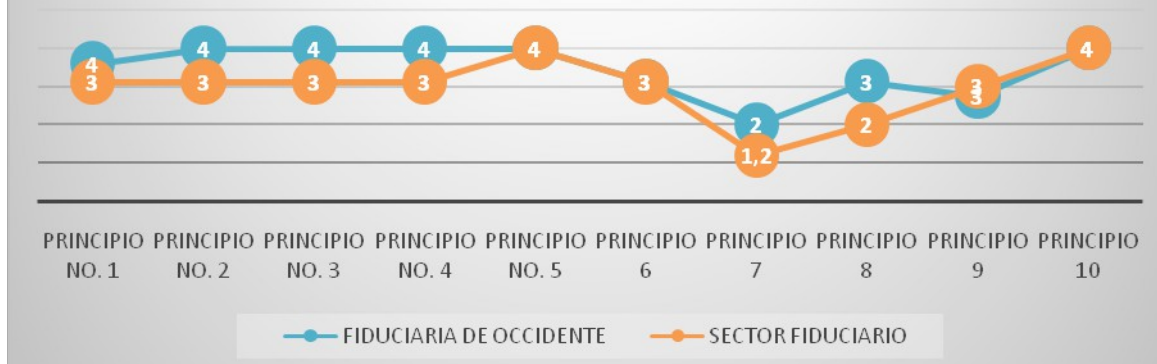 4 4 4 4 4 3 2 3 3 4
3 3 3 3 1,2 2 3
PRINCIPIO PRINCIPIO PRINCIPIO PRINCIPIO PRINCIPIO PRINCIPIO PRINCIPIO PRINCIPIO PRINCIPIO PRINCIPIO
NO. 1 NO. 2 NO. 3 NO. 4 NO. 5 6 7 8 9 10
FIDUCIARIA DE OCCIDENTE SECTOR FIDUCIARIO